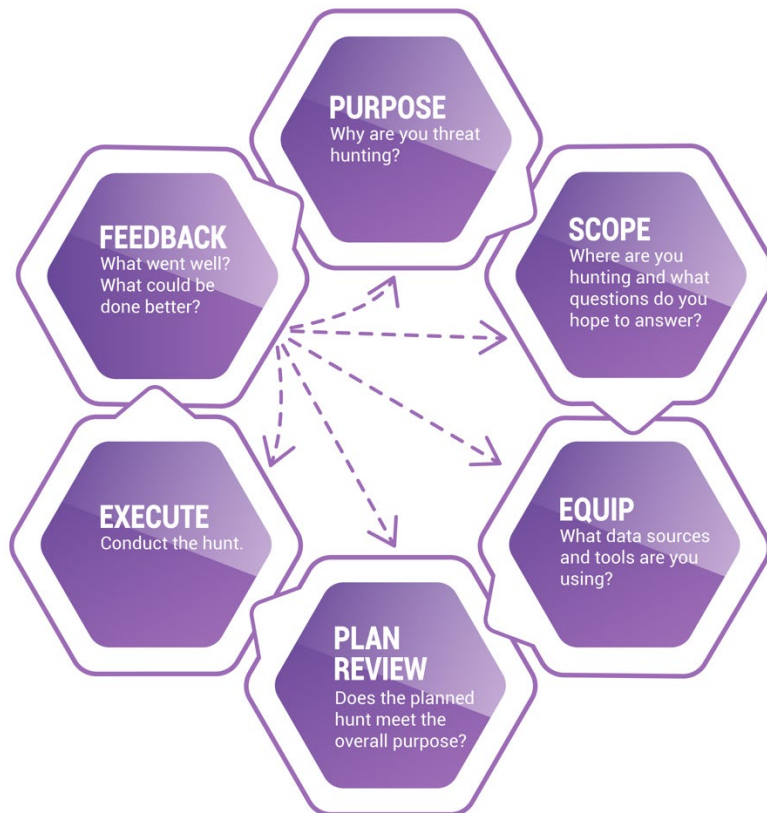 PURPOSE
Why are you threat
hunting?
SCOPE
Where are you
hunting and what
questions do you
hope to answer?
EQUIP
What data sources
and tools are you
using?
PLAN
REVIEW
Does the planned
hunt meet the
overall purpose?
EXECUTE
Conduct the hunt.
FEEDBACK
What went well?
What could be
done better?